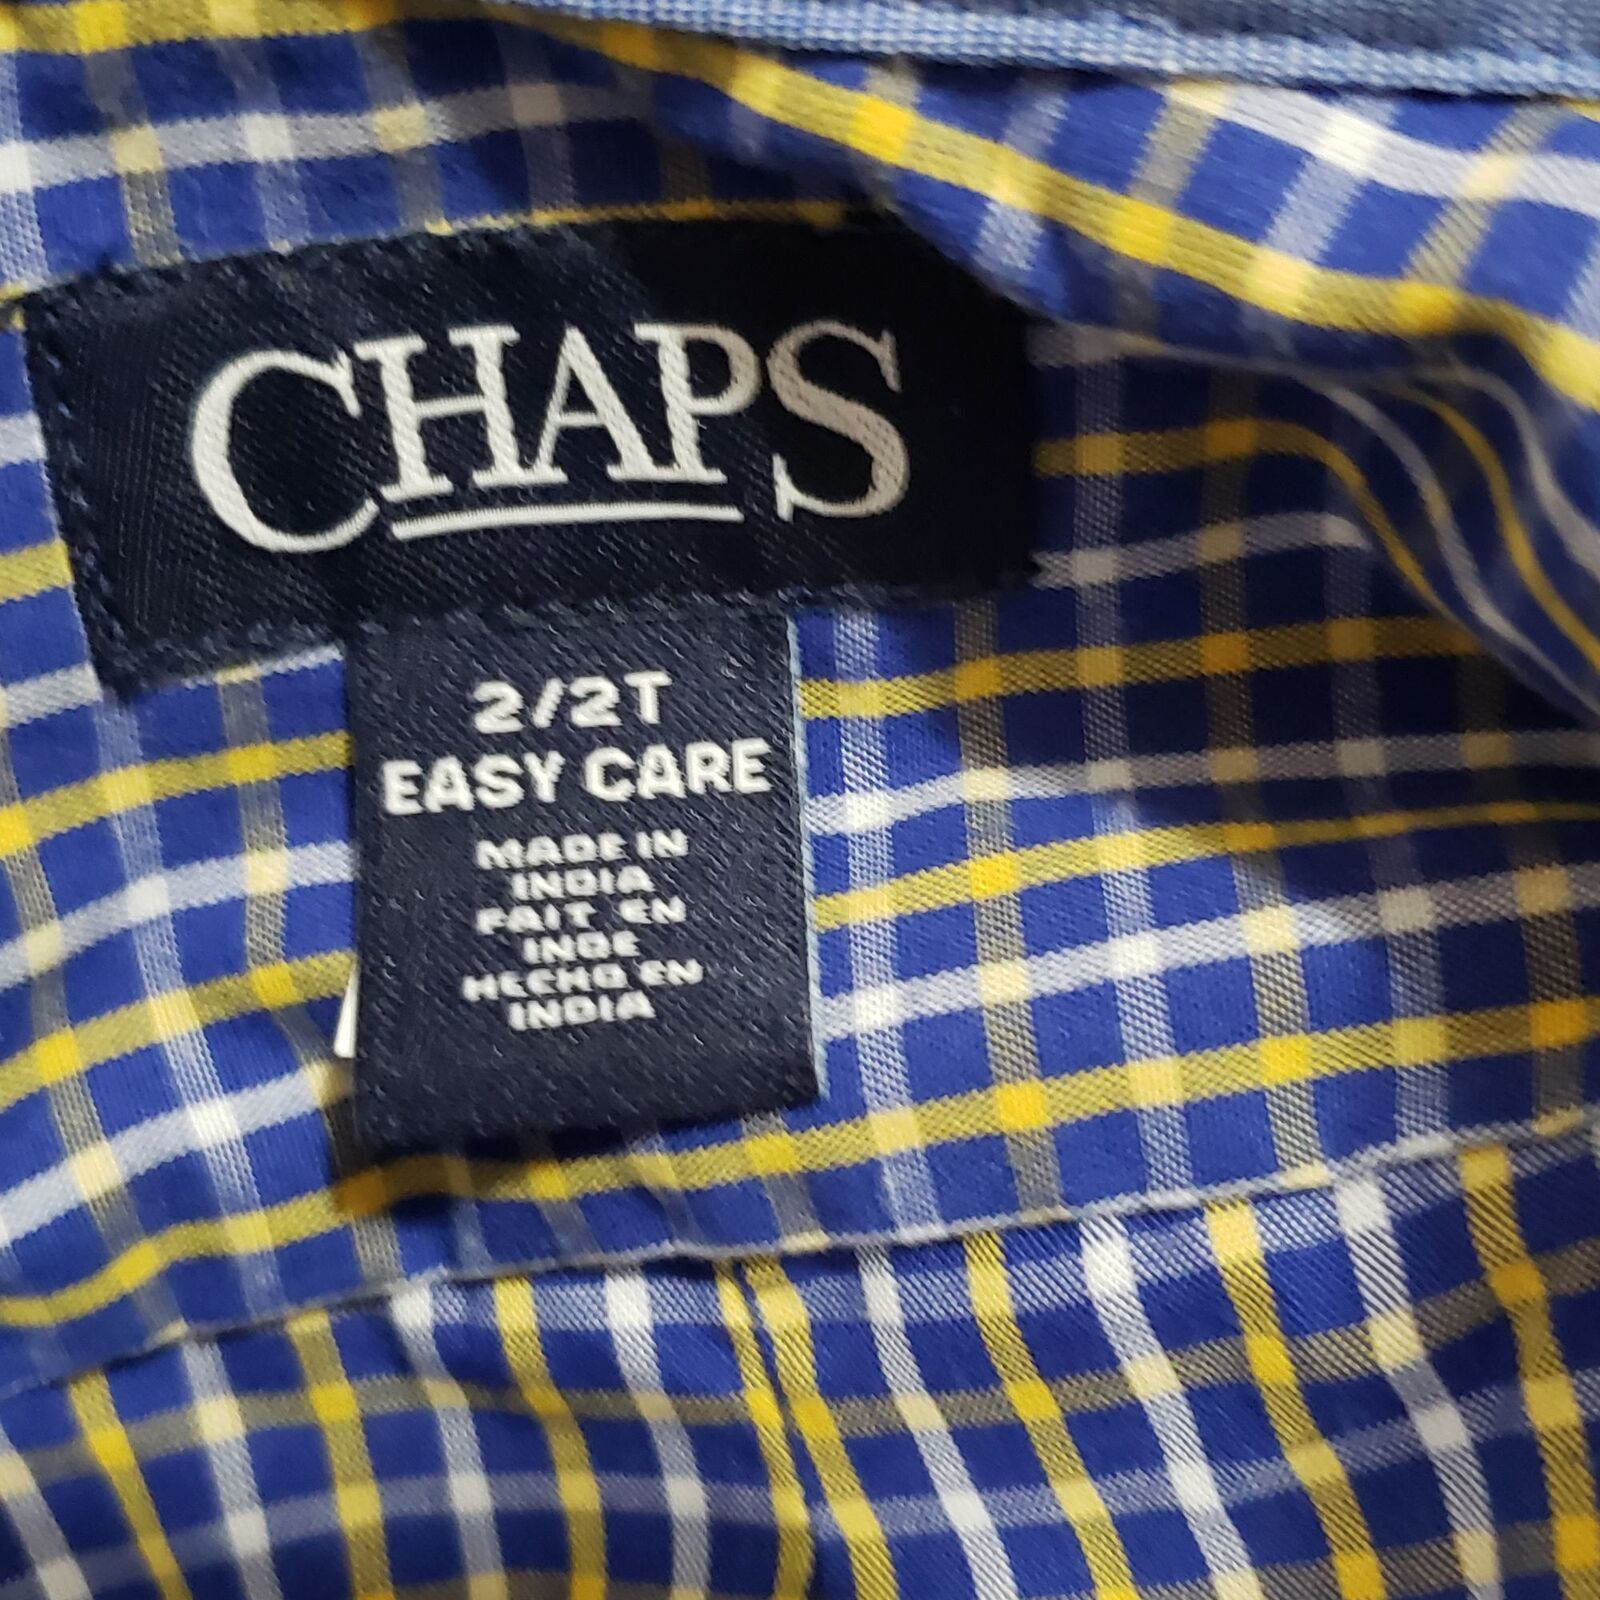 CHAPS
2/2T
EASY CARE
MADE IN
INDIA
FAIT EN
INDE
HECHO EN
INDIA